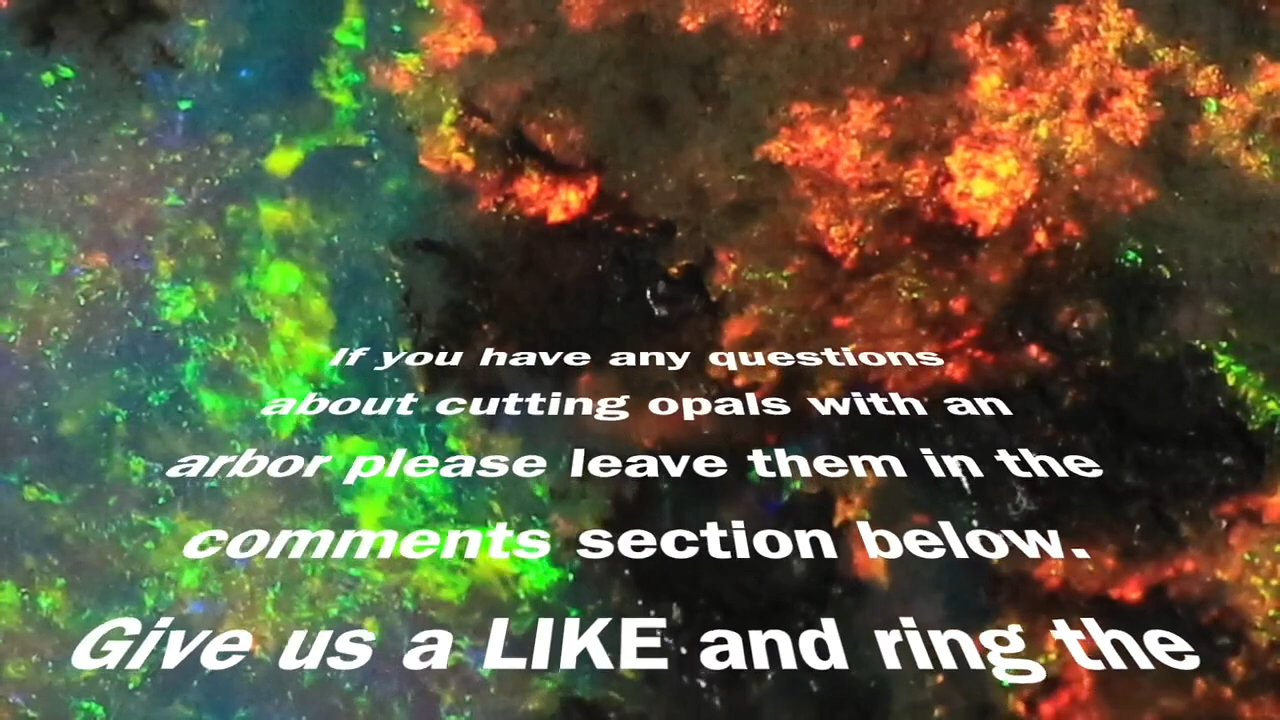 If you have any questions
about cutting opals with an
arbor please leave them in the
comments section below.
Give us a LIKE and ring the